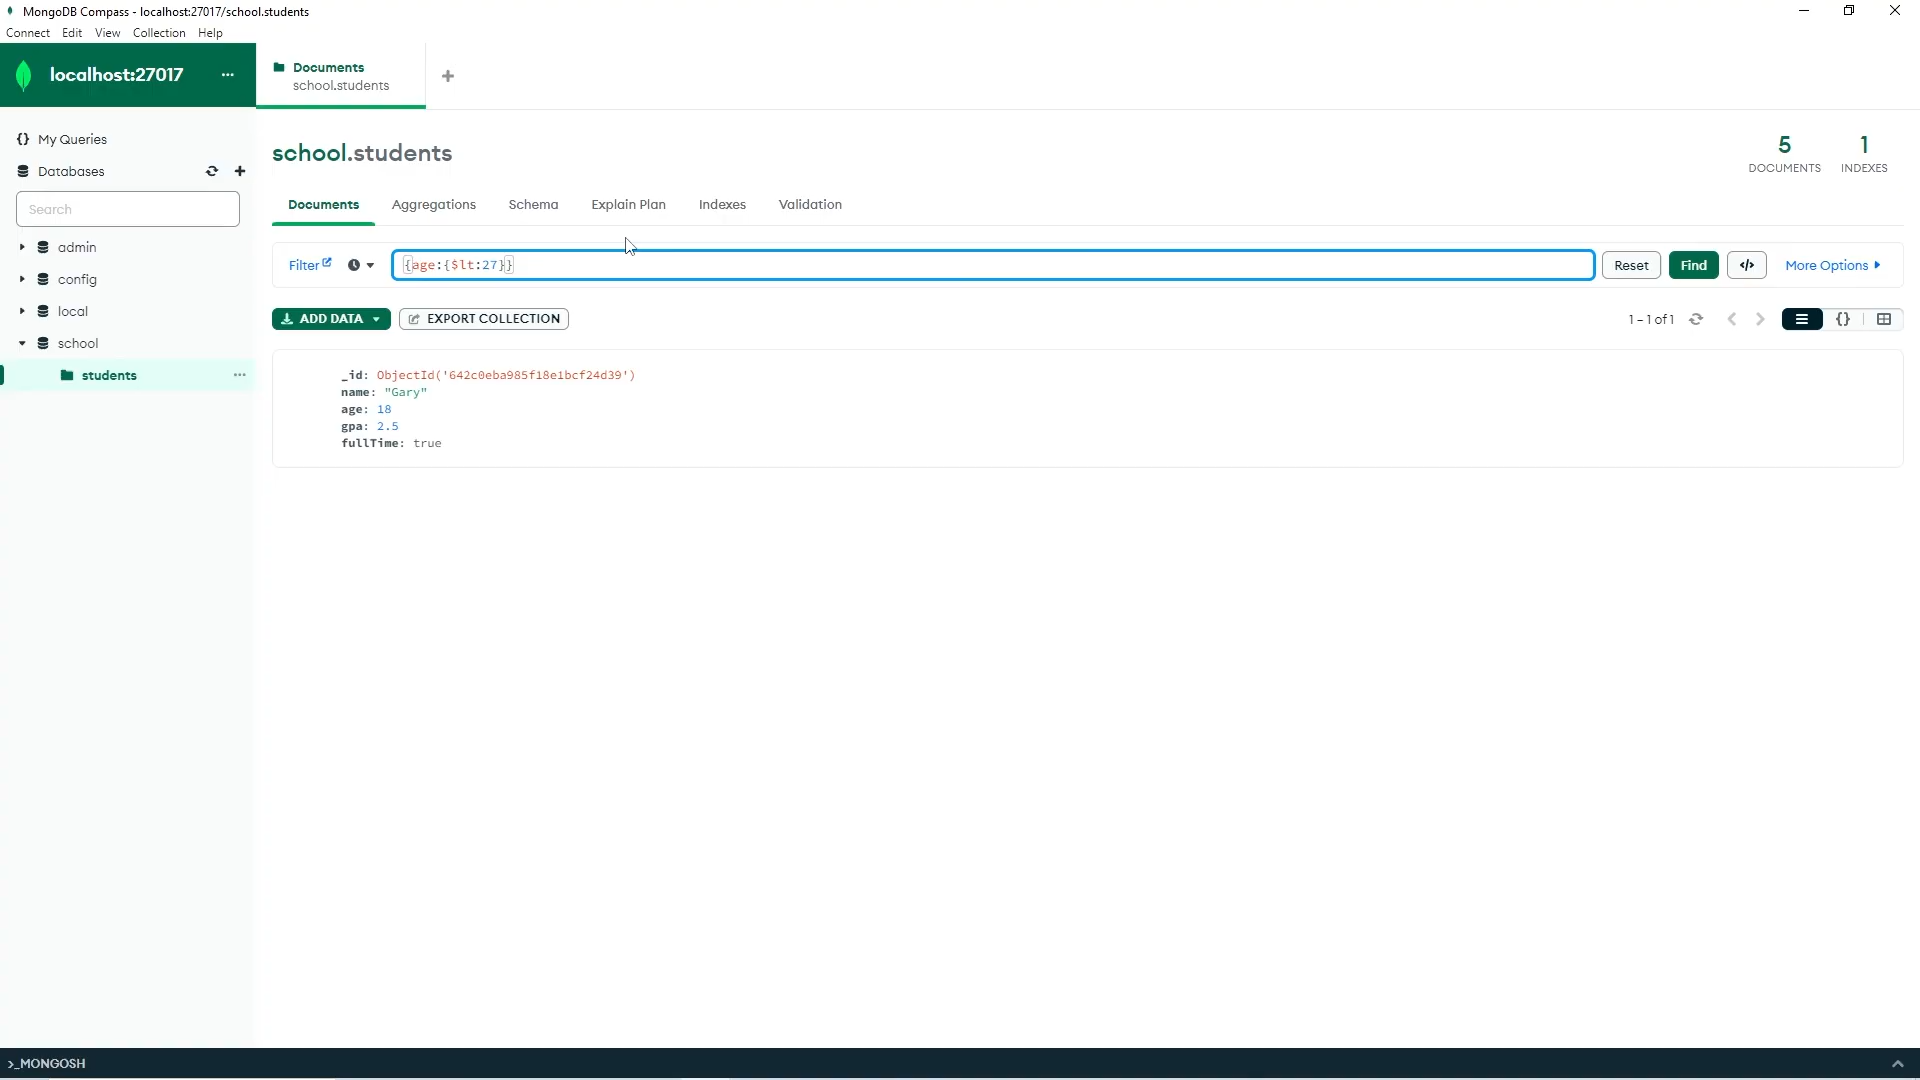 MongoDB Compass - localhost:27017/school.students
Connect Edit View Collection Help
localhost:27017 ...
Documents
school.students
+
{} My Queries
Databases
Search
admin
config
local
school
students ...
school.students
5
DOCUMENTS
1
INDEXES
Documents Aggregations Schema Explain Plan Indexes Validation
Filter {age:{$lt:27}} Reset Find </> More Options
ADD DATA EXPORT COLLECTION 1 – 1 of 1 {}
_id: ObjectId('642c0eba985f18e1bcf24d39')
name: "Gary"
age: 18
gpa: 2.5
fullTime: true
>_MONGOSH